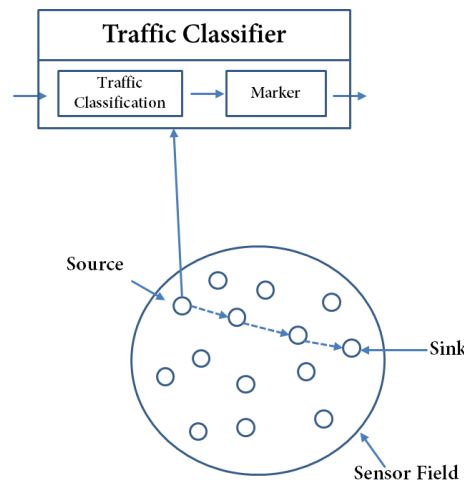 Traffic Classifier
Traffic
Classification
Marker
Source
Sink
Sensor Field